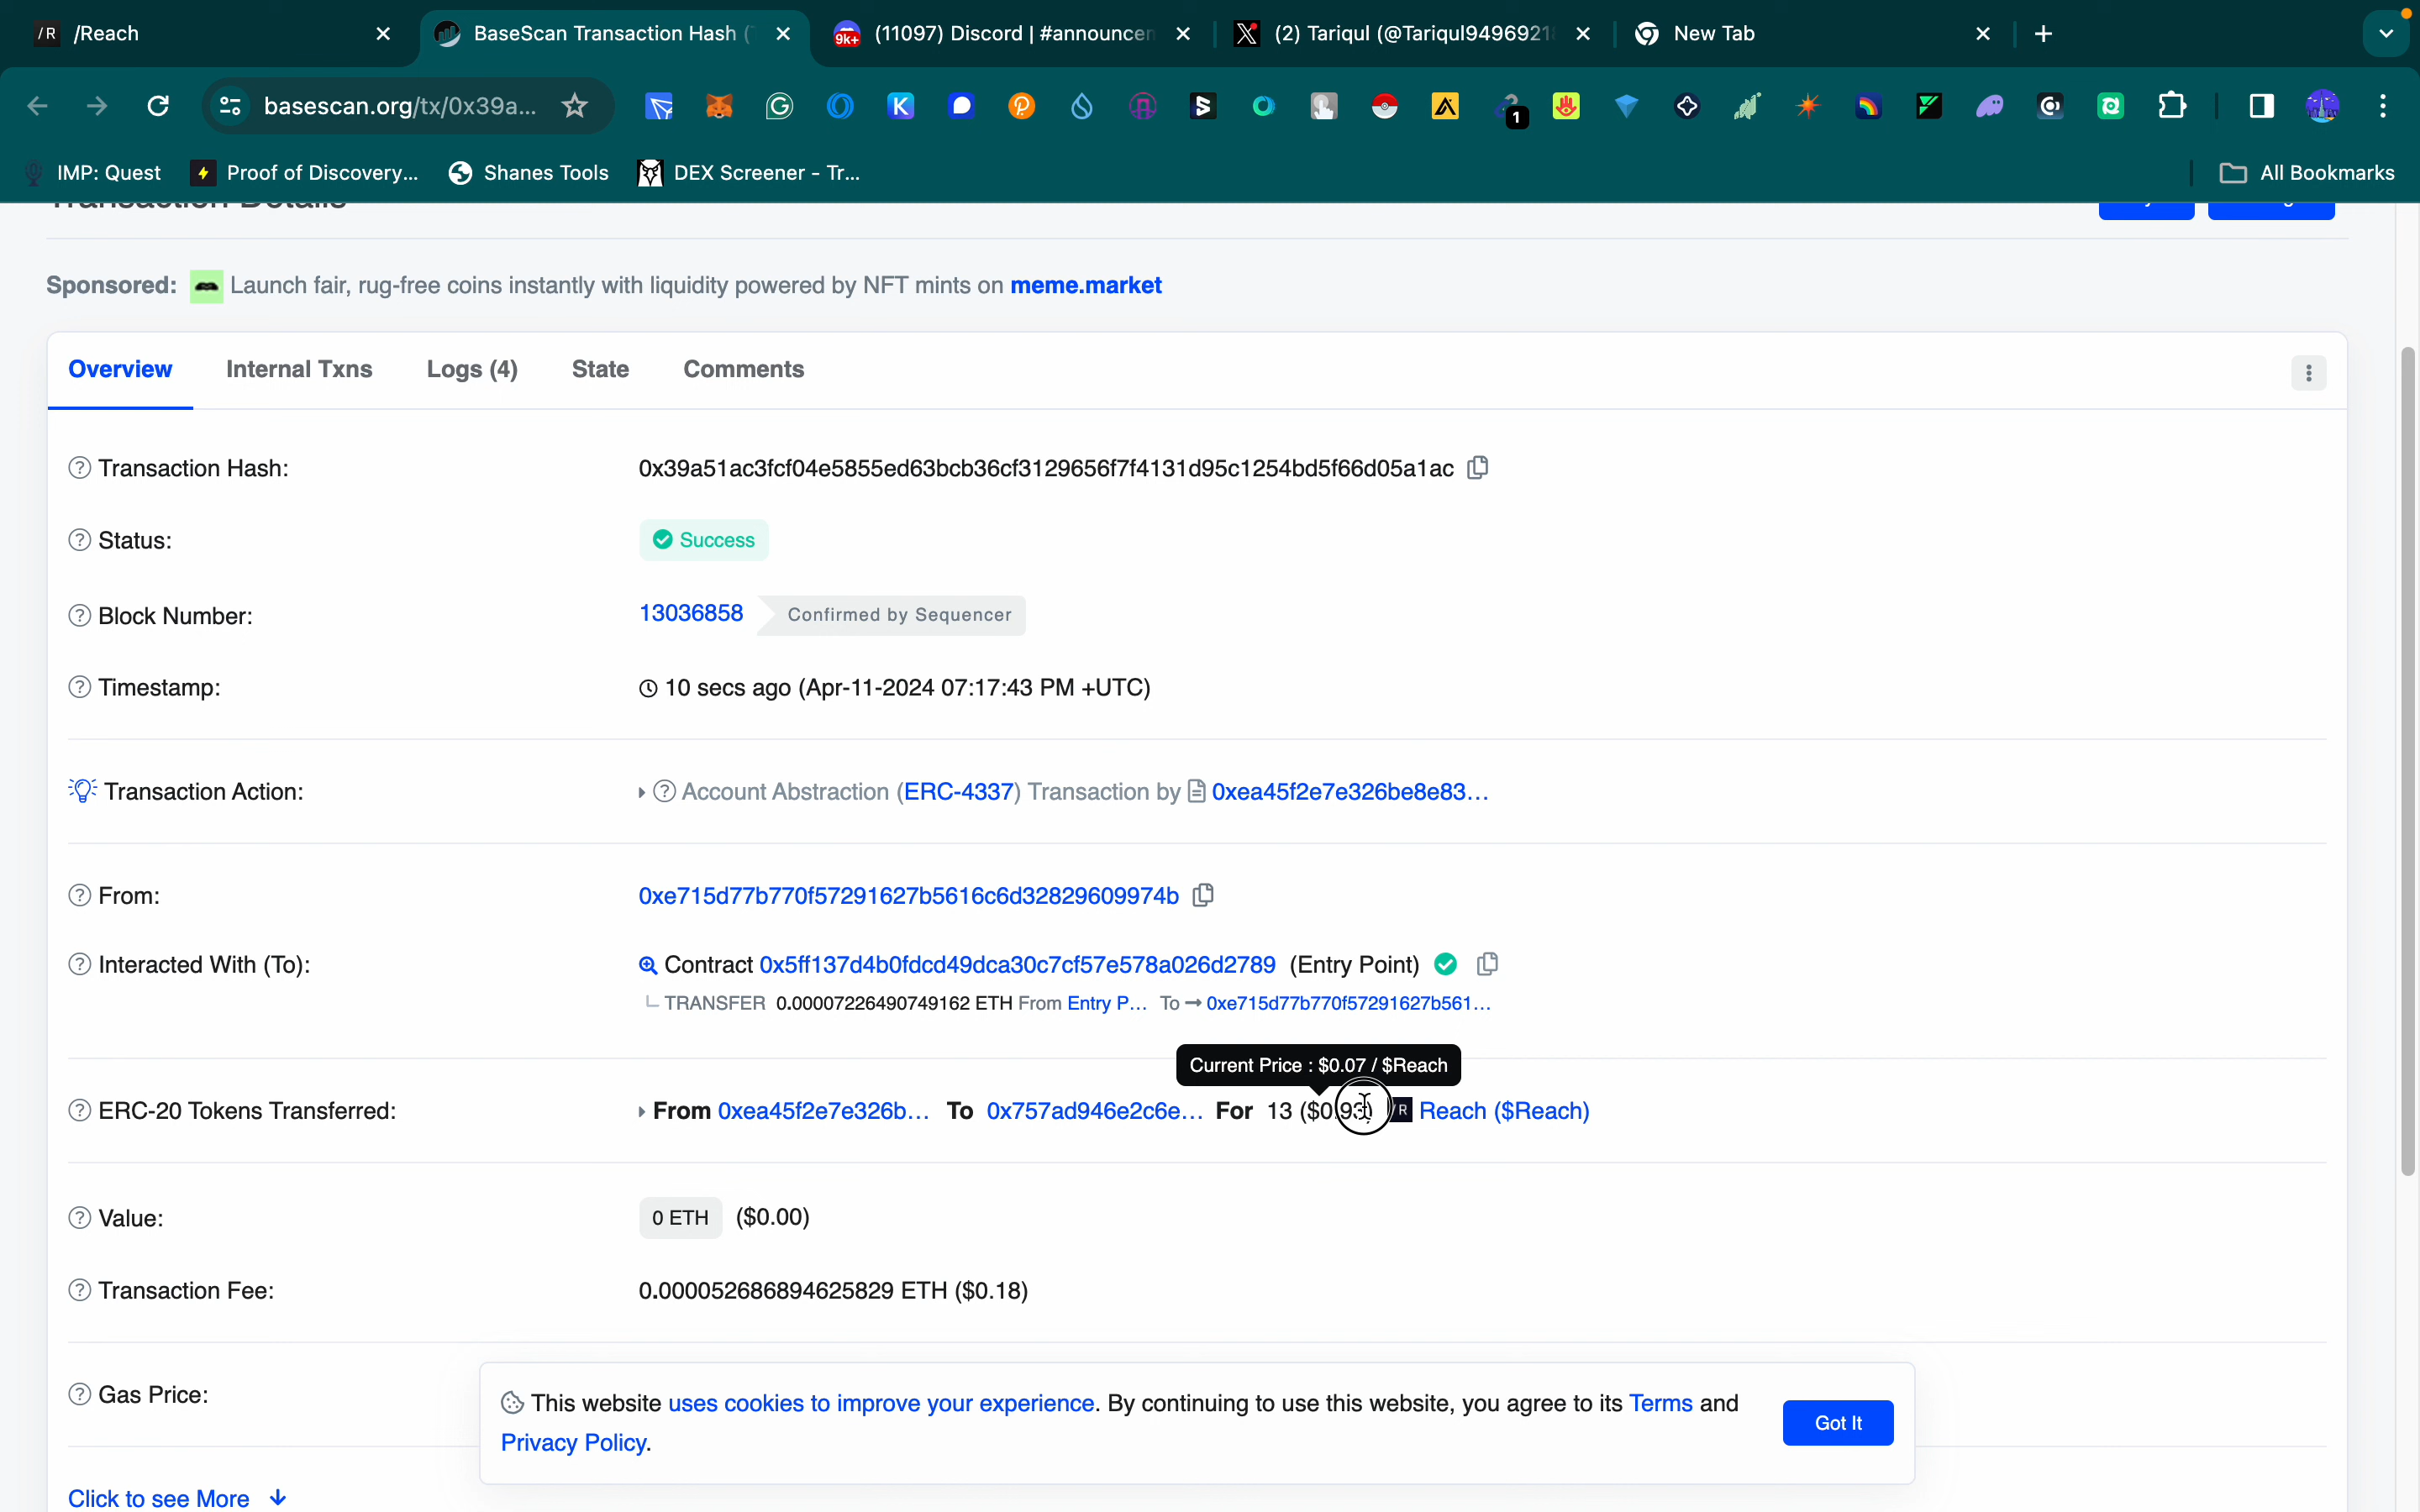 /R /Reach
BaseScan Transaction Hash (
9k+ (11097) Discord | #announcen
(2) Tariqul (@Tariqul9496921
New Tab
basescan.org/tx/0x39a...
1
IMP: Quest
Proof of Discovery...
Shanes Tools
DEX Screener - Tr...
All Bookmarks
Transaction Details
Sponsored: Launch fair, rug-free coins instantly with liquidity powered by NFT mints on meme.market
Overview Internal Txns Logs (4) State Comments
Transaction Hash: 0x39a51ac3fcf04e5855ed63bcb36cf3129656f7f4131d95c1254bd5f66d05a1ac
Status: Success
Block Number: 13036858 Confirmed by Sequencer
Timestamp: 10 secs ago (Apr-11-2024 07:17:43 PM +UTC)
Transaction Action: Account Abstraction (ERC-4337) Transaction by 0xea45f2e7e326be8e83...
From: 0xe715d77b770f57291627b5616c6d32829609974b
Interacted With (To): Contract 0x5ff137d4b0fdcd49dca30c7cf57e578a026d2789 (Entry Point)
TRANSFER 0.00007226490749162 ETH From Entry P... To → 0xe715d77b770f57291627b561...
Current Price : $0.07 / $Reach
ERC-20 Tokens Transferred: From 0xea45f2e7e326b... To 0x757ad946e2c6e... For 13 ($0.93) /R Reach ($Reach)
Value: 0 ETH ($0.00)
Transaction Fee: 0.000052686894625829 ETH ($0.18)
Gas Price:
This website uses cookies to improve your experience. By continuing to use this website, you agree to its Terms and
Privacy Policy.
Got It
Click to see More